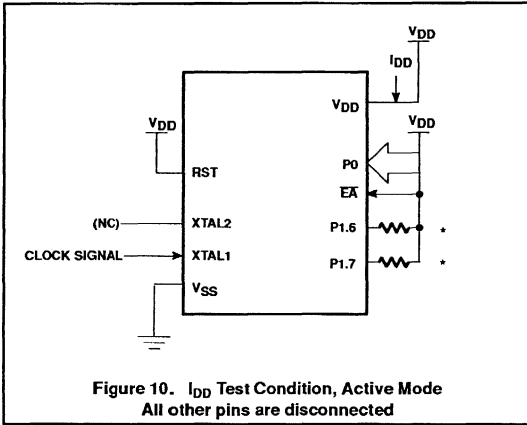 VDD
IDD
VDD
VDD
VDD
P0
RST
EA
(NC)
XTAL2
P1.6
*
CLOCK SIGNAL
XTAL1
P1.7
*
VSS
Figure 10. IDD Test Condition, Active Mode
All other pins are disconnected